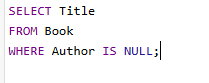 SELECT Title
FROM Book
WHERE Author IS NULL;